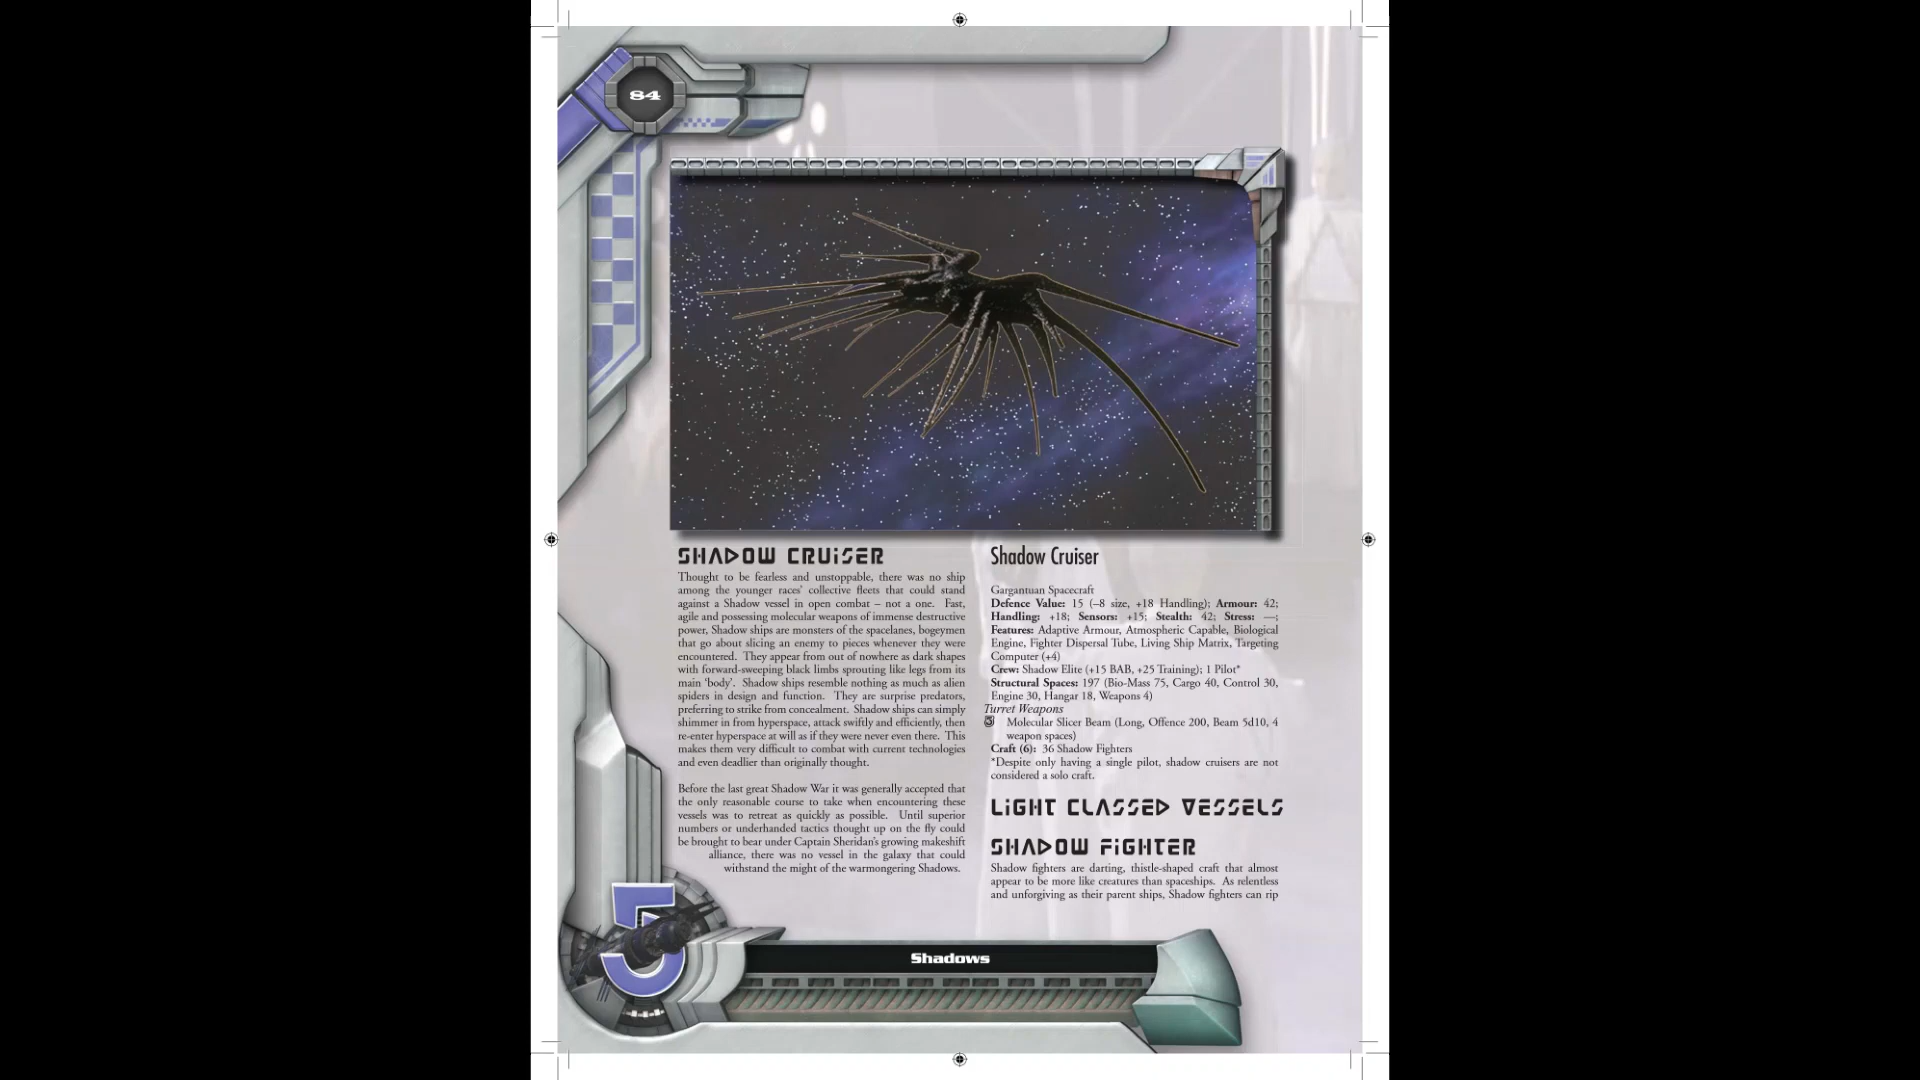 84
SHADOW CRUISER
Thought to be fearless and unstoppable, there was no ship
among the younger races' collective fleets that could stand
against a Shadow vessel in open combat – not a one. Fast,
agile and possessing molecular weapons of immense destructive
power, Shadow ships are monsters of the spacelanes, bogeymen
that go about slicing an enemy to pieces whenever they were
encountered. They appear from out of nowhere as dark shapes
with forward-sweeping black limbs sprouting like legs from its
main 'body'. Shadow ships resemble nothing as much as alien
spiders in design and function. They are surprise predators,
preferring to strike from concealment. Shadow ships can simply
shimmer in from hyperspace, attack swiftly and efficiently, then
re-enter hyperspace at will as if they were never even there. This
makes them very difficult to combat with current technologies
and even deadlier than originally thought.
Before the last great Shadow War it was generally accepted that
the only reasonable course to take when encountering these
vessels was to retreat as quickly as possible. Until superior
numbers or underhanded tactics thought up on the fly could
be brought to bear under Captain Sheridan's growing makeshift
alliance, there was no vessel in the galaxy that could
withstand the might of the warmongering Shadows.
Shadow Cruiser
Gargantuan Spacecraft
Defence Value: 15 (–8 size, +18 Handling); Armour: 42;
Handling: +18; Sensors: +15; Stealth: 42; Stress: —;
Features: Adaptive Armour, Atmospheric Capable, Biological
Engine, Fighter Dispersal Tube, Living Ship Matrix, Targeting
Computer (+4)
Crew: Shadow Elite (+15 BAB, +25 Training); 1 Pilot*
Structural Spaces: 197 (Bio-Mass 75, Cargo 40, Control 30,
Engine 30, Hangar 18, Weapons 4)
Turret Weapons
5 Molecular Slicer Beam (Long, Offence 200, Beam 5d10, 4
weapon spaces)
Craft (6): 36 Shadow Fighters
*Despite only having a single pilot, shadow cruisers are not
considered a solo craft.
LIGHT CLASSED VESSELS
SHADOW FIGHTER
Shadow fighters are darting, thistle-shaped craft that almost
appear to be more like creatures than spaceships. As relentless
and unforgiving as their parent ships, Shadow fighters can rip
5
Shadows